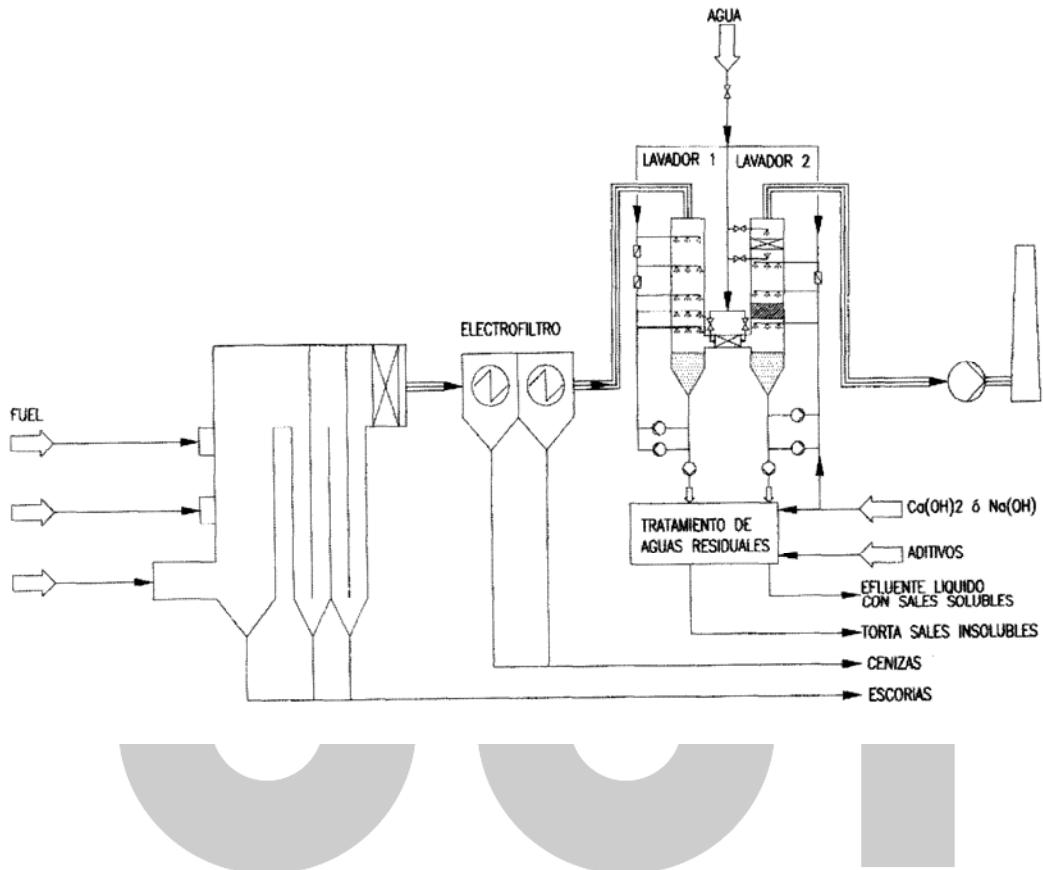 AGUA
LAVADOR 1
LAVADOR 2
ELECTROFILTRO
FUEL
TRATAMIENTO DE
AGUAS RESIDUALES
Ca(OH)2 ó Na(OH)
ADITIVOS
EFLUENTE LIQUIDO
CON SALES SOLUBLES
TORTA SALES INSOLUBLES
CENIZAS
ESCORIAS